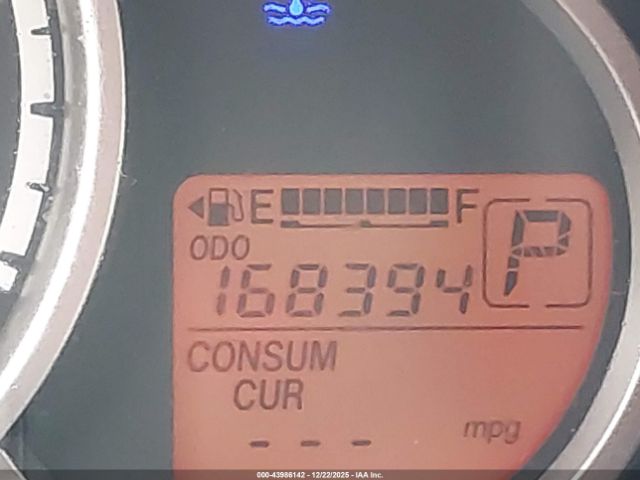 E F
P
ODO
168394
CONSUM
CUR
--- mpg
000-43986142 - 12/22/2025 - IAA Inc.